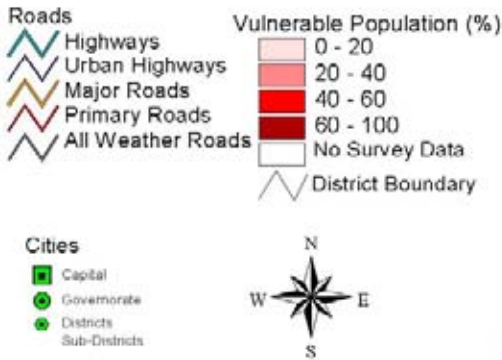 Roads
Highways
Urban Highways
Major Roads
Primary Roads
All Weather Roads
Vulnerable Population (%)
0 - 20
20 - 40
40 - 60
60 - 100
No Survey Data
District Boundary
Cities
Capital
Governorate
Districts
Sub-Districts
N
W E
S